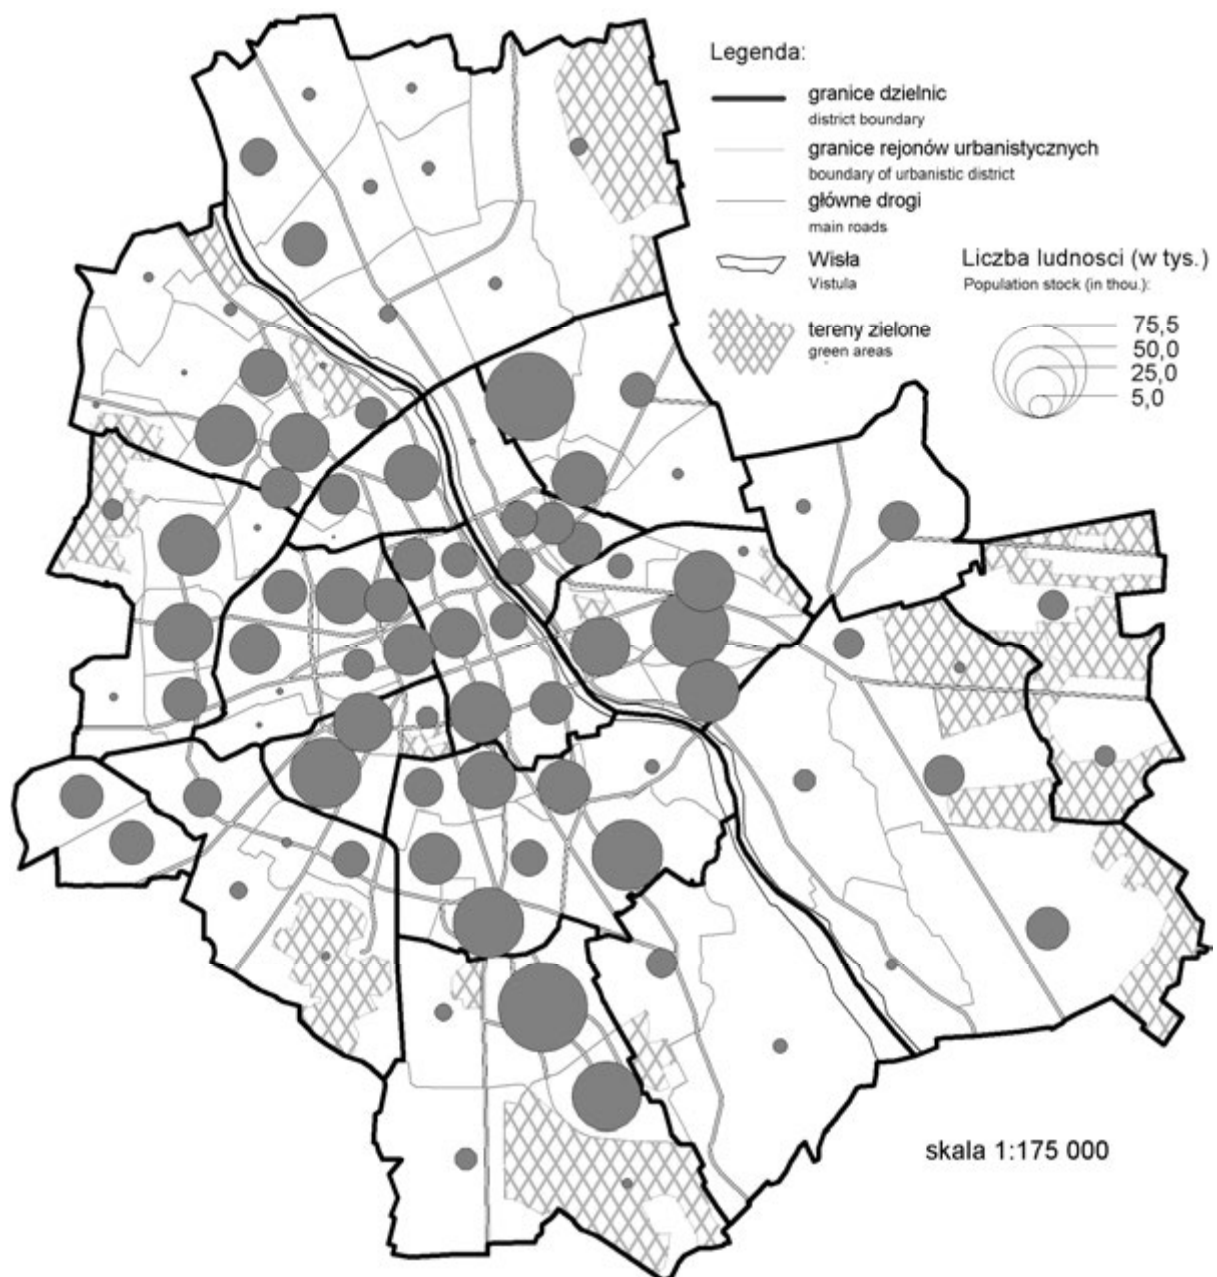 Legenda:
granice dzielnic
district boundary
granice rejonów urbanistycznych
boundary of urbanistic district
główne drogi
main roads
Wisła
Vistula
tereny zielone
green areas
Liczba ludnosci (w tys.)
Population stock (in thou.):
75,5
50,0
25,0
5,0
skala 1:175 000